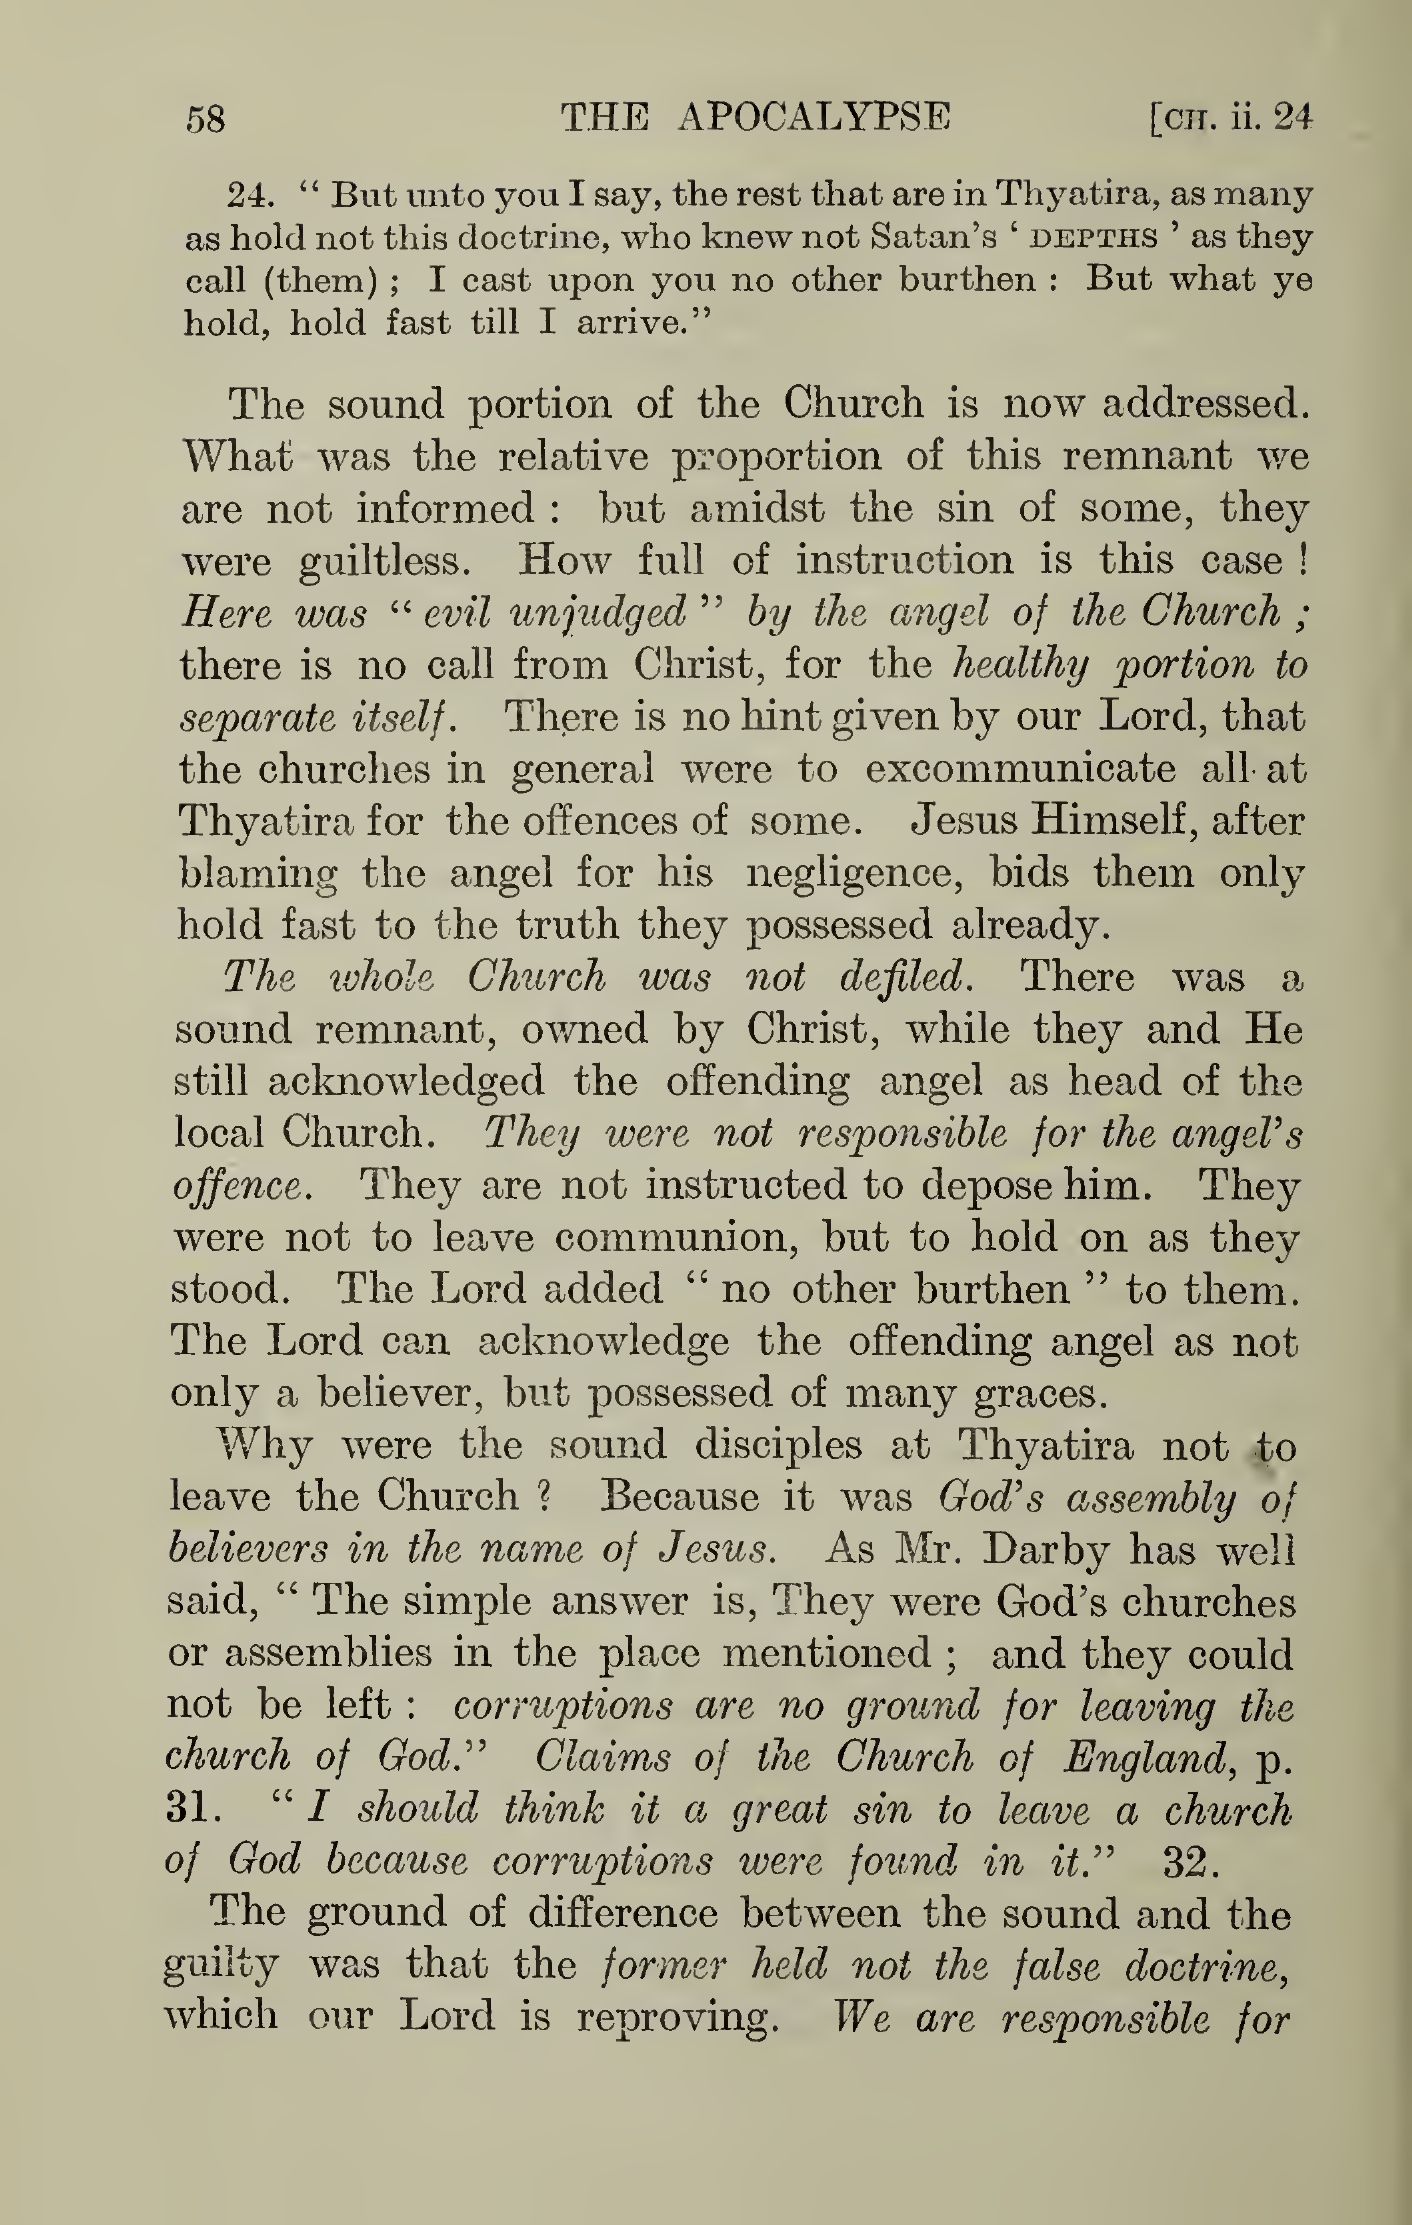 58 THE APOCALYPSE [CH. ii. 24
24. “ But unto you I say, the rest that are in Thyatira, as many
as hold not this doctrine, who knew not Satan’s ‘ DEPTHS ’ as they
call (them) ; I cast upon you no other burthen : But what ye
hold, hold fast till I arrive.”
The sound portion of the Church is now addressed.
What was the relative proportion of this remnant we
are not informed : but amidst the sin of some, they
were guiltless. How full of instruction is this case !
Here was “ evil unjudged ” by the angel of the Church ;
there is no call from Christ, for the healthy portion to
separate itself. There is no hint given by our Lord, that
the churches in general were to excommunicate all at
Thyatira for the offences of some. Jesus Himself, after
blaming the angel for his negligence, bids them only
hold fast to the truth they possessed already.
The whole Church was not defiled. There was a
sound remnant, owned by Christ, while they and He
still acknowledged the offending angel as head of the
local Church. They were not responsible for the angel’s
offence. They are not instructed to depose him. They
were not to leave communion, but to hold on as they
stood. The Lord added “ no other burthen ” to them.
The Lord can acknowledge the offending angel as not
only a believer, but possessed of many graces.
Why were the sound disciples at Thyatira not to
leave the Church ? Because it was God’s assembly of
believers in the name of Jesus. As Mr. Darby has well
said, “ The simple answer is, They were God’s churches
or assemblies in the place mentioned ; and they could
not be left : corruptions are no ground for leaving the
church of God.” Claims of the Church of England, p.
31. “ I should think it a great sin to leave a church
of God because corruptions were found in it.” 32.
The ground of difference between the sound and the
guilty was that the former held not the false doctrine,
which our Lord is reproving. We are responsible for